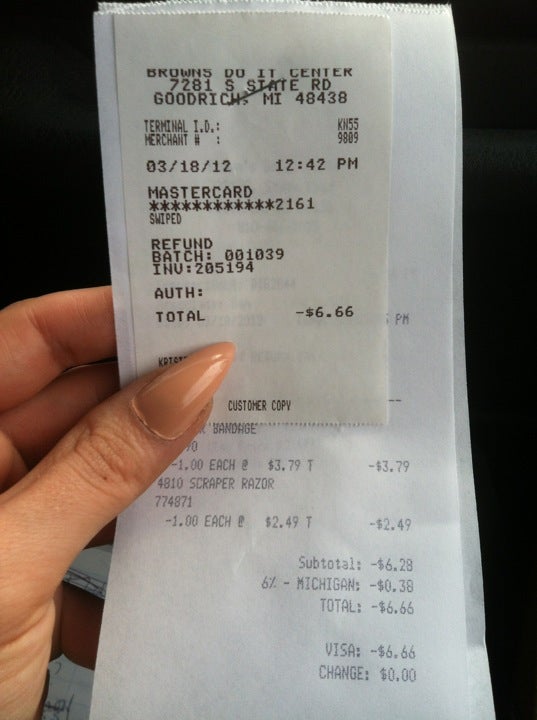 BROWNS DO IT CENTER
7281 S STATE RD
GOODRICH, MI 48438
TERMINAL I.D.: KN55
MERCHANT # : 9809
03/18/12 12:42 PM
MASTERCARD
************2161
SWIPED
REFUND
BATCH: 001039
INV:205194
AUTH:
TOTAL -$6.66
PM
CUSTOMER COPY
BANDAGE
-1.00 EACH @ $3.79 T -$3.79
4810 SCRAPER RAZOR
774871
-1.00 EACH @ $2.49 T -$2.49
Subtotal: -$6.28
6% - MICHIGAN: -$0.38
TOTAL: -$6.66
VISA: -$6.66
CHANGE: $0.00